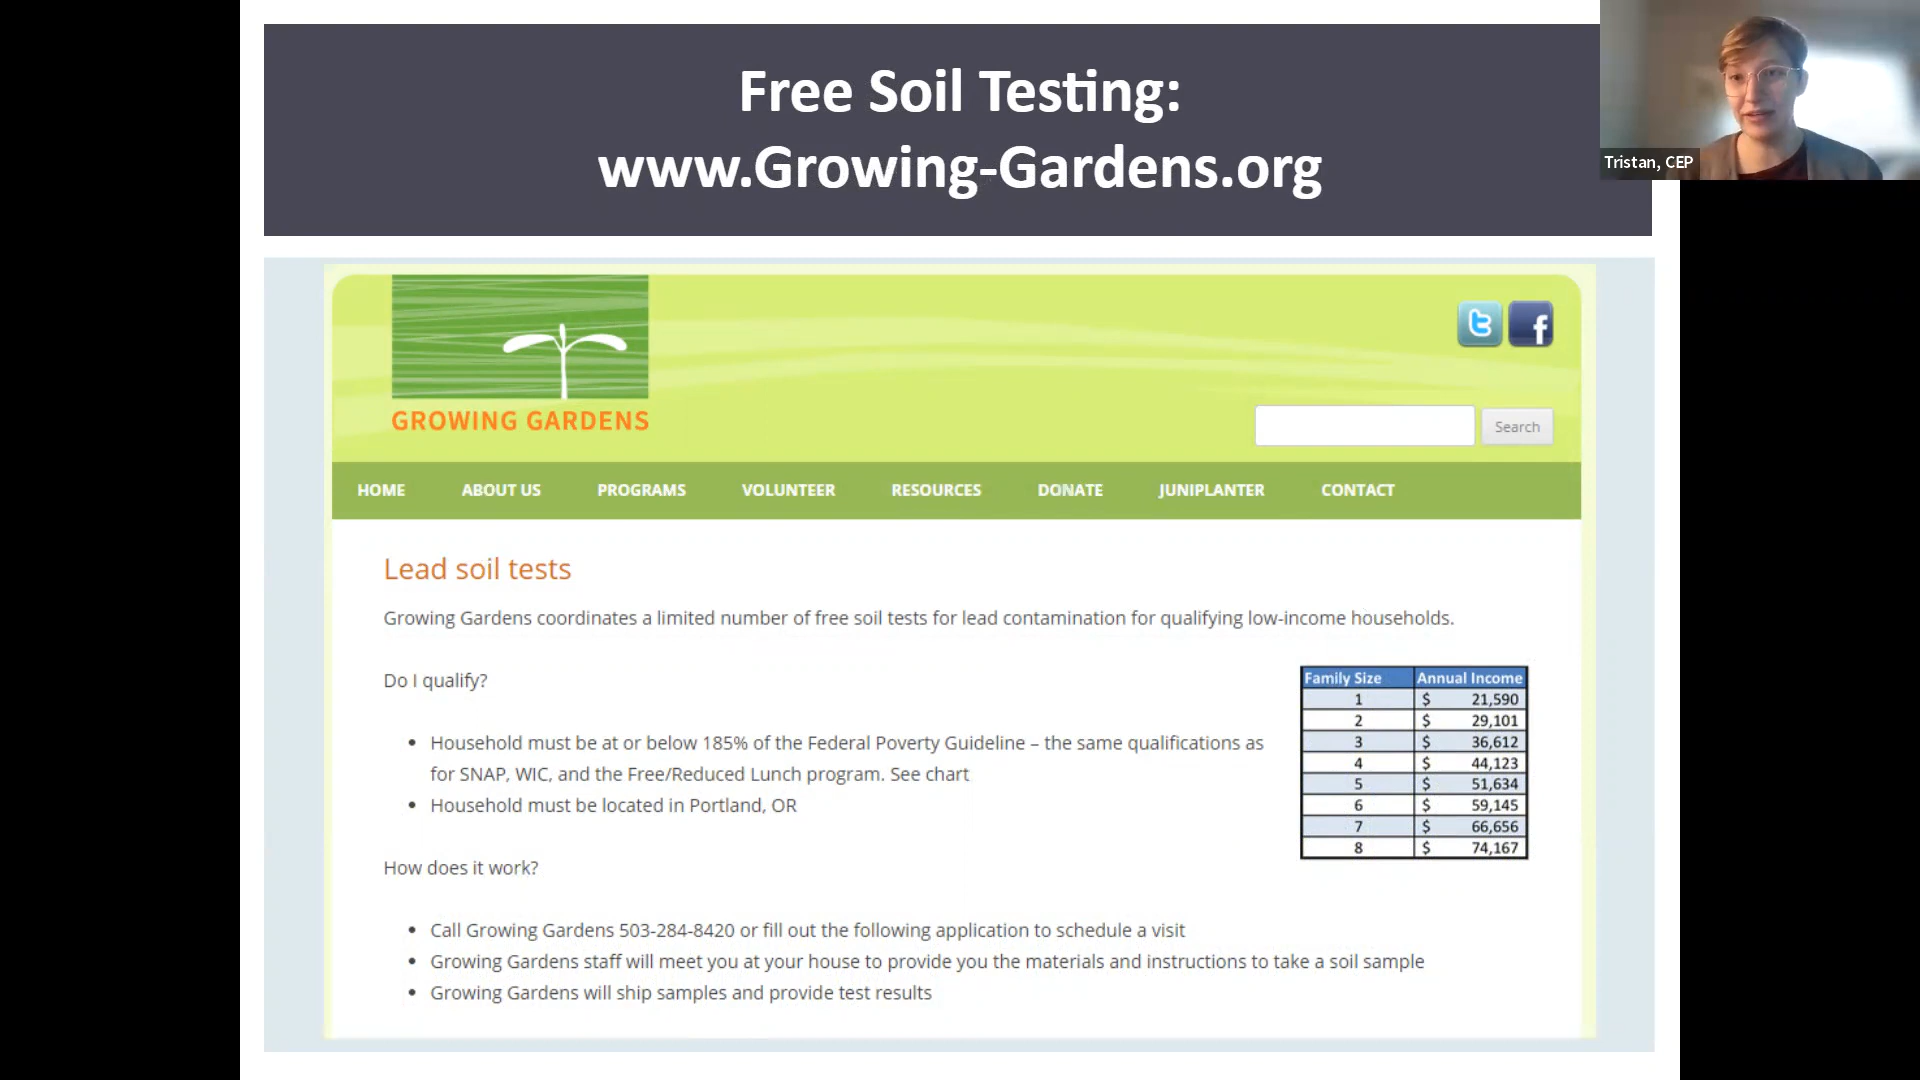 Free Soil Testing:
www.Growing-Gardens.org
Tristan, CEP
GROWING GARDENS
Search
HOME ABOUT US PROGRAMS VOLUNTEER RESOURCES DONATE JUNIPLANTER CONTACT
Lead soil tests
Growing Gardens coordinates a limited number of free soil tests for lead contamination for qualifying low-income households.
Do I qualify?
• Household must be at or below 185% of the Federal Poverty Guideline – the same qualifications as
for SNAP, WIC, and the Free/Reduced Lunch program. See chart
• Household must be located in Portland, OR
Family Size Annual Income
1 $ 21,590
2 $ 29,101
3 $ 36,612
4 $ 44,123
5 $ 51,634
6 $ 59,145
7 $ 66,656
8 $ 74,167
How does it work?
• Call Growing Gardens 503-284-8420 or fill out the following application to schedule a visit
• Growing Gardens staff will meet you at your house to provide you the materials and instructions to take a soil sample
• Growing Gardens will ship samples and provide test results